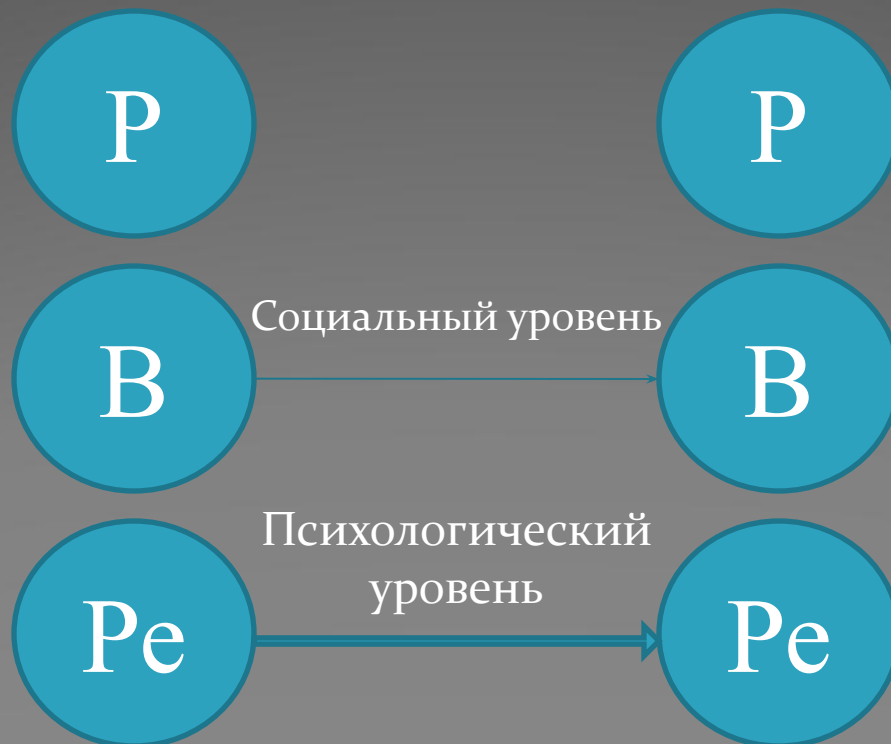 Р Р
Социальный уровень
В В
Психологический
уровень
Ре Ре